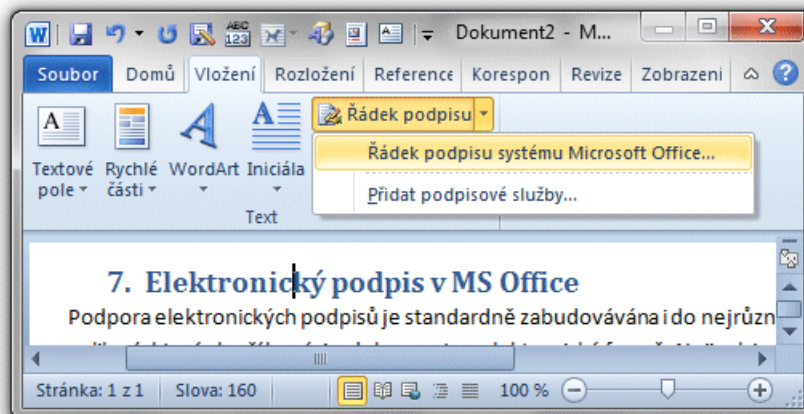 Dokument2 - M...
Soubor Domů Vložení Rozložení Reference Korespon Revize Zobrazení
Řádek podpisu
Řádek podpisu systému Microsoft Office...
Přidat podpisové služby...
Textové pole
Rychlé části
WordArt
Iniciála
Text
7. Elektronický podpis v MS Office
Podpora elektronických podpisů je standardně zabudovávána i do nejrůzn
Stránka: 1 z 1 Slova: 160 100 %